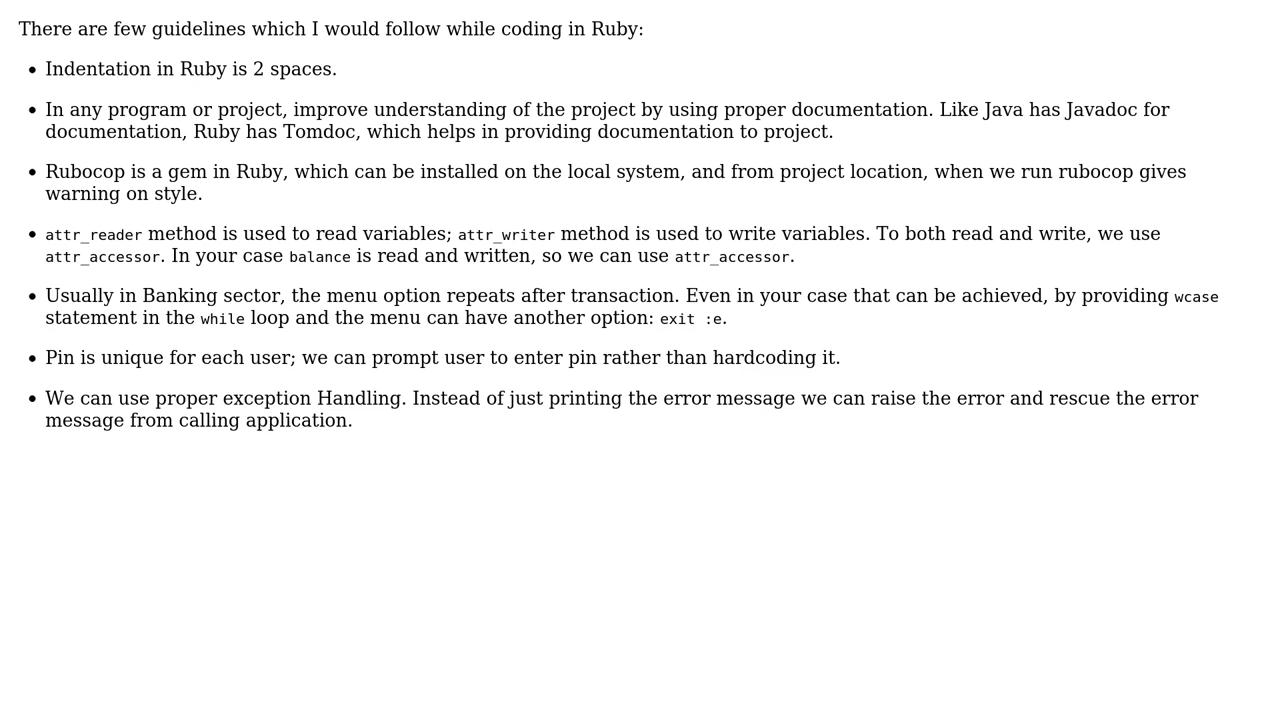 There are few guidelines which I would follow while coding in Ruby:
• Indentation in Ruby is 2 spaces.
• In any program or project, improve understanding of the project by using proper documentation. Like Java has Javadoc for
documentation, Ruby has Tomdoc, which helps in providing documentation to project.
• Rubocop is a gem in Ruby, which can be installed on the local system, and from project location, when we run rubocop gives
warning on style.
• attr_reader method is used to read variables; attr_writer method is used to write variables. To both read and write, we use
attr_accessor. In your case balance is read and written, so we can use attr_accessor.
• Usually in Banking sector, the menu option repeats after transaction. Even in your case that can be achieved, by providing wcase
statement in the while loop and the menu can have another option: exit :e.
• Pin is unique for each user; we can prompt user to enter pin rather than hardcoding it.
• We can use proper exception Handling. Instead of just printing the error message we can raise the error and rescue the error
message from calling application.